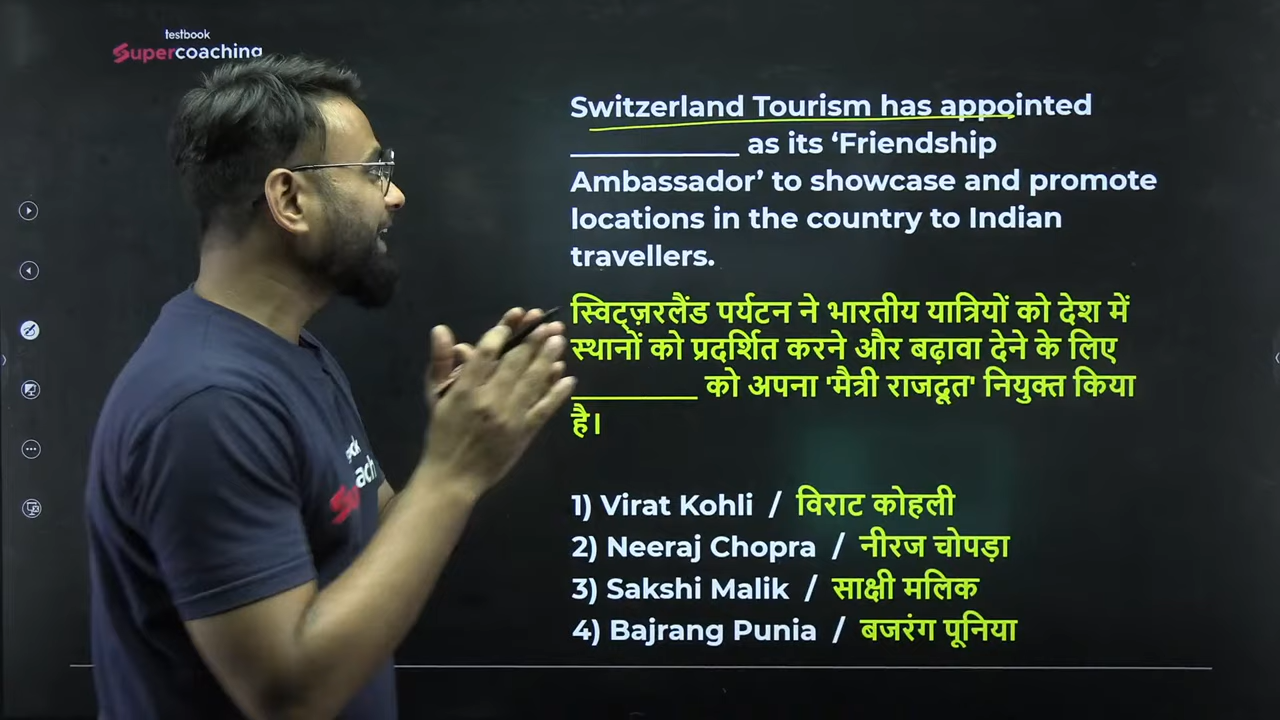 testbook
Supercoaching
Switzerland Tourism has appointed
____________ as its ‘Friendship
Ambassador’ to showcase and promote
locations in the country to Indian
travellers.
स्विट्ज़रलैंड पर्यटन ने भारतीय यात्रियों को देश में
स्थानों को प्रदर्शित करने और बढ़ावा देने के लिए
_________ को अपना 'मैत्री राजदूत' नियुक्त किया
है।
1) Virat Kohli / विराट कोहली
2) Neeraj Chopra / नीरज चोपड़ा
3) Sakshi Malik / साक्षी मलिक
4) Bajrang Punia / बजरंग पूनिया